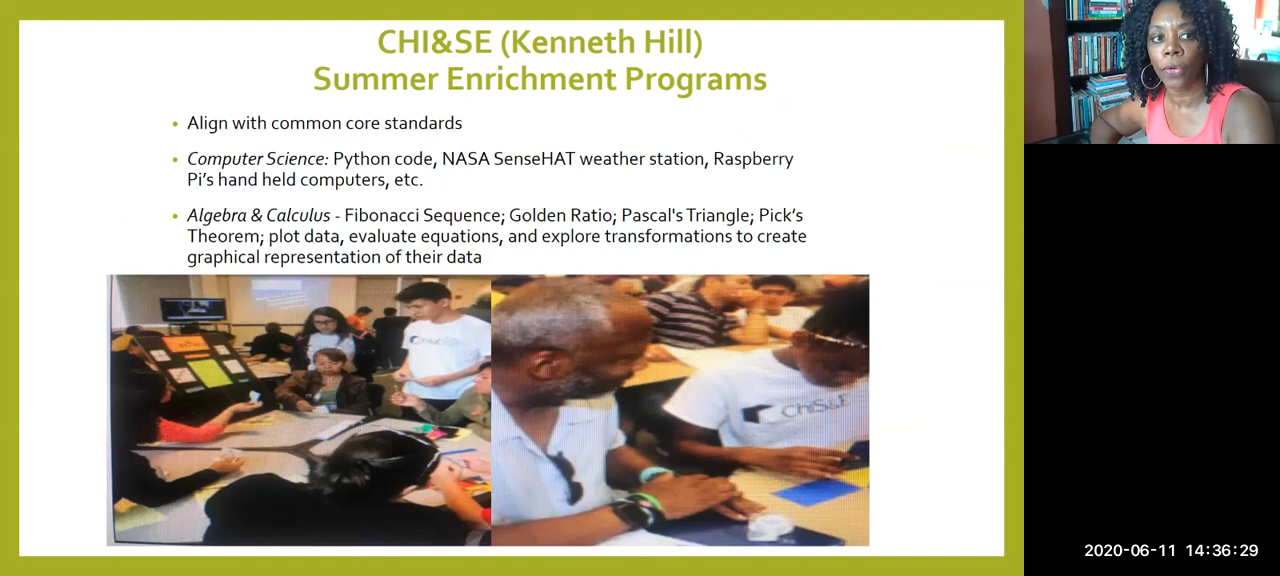 CHI&SE (Kenneth Hill)
Summer Enrichment Programs
• Align with common core standards
• Computer Science: Python code, NASA SenseHAT weather station, Raspberry
Pi’s hand held computers, etc.
• Algebra & Calculus - Fibonacci Sequence; Golden Ratio; Pascal's Triangle; Pick’s
Theorem; plot data, evaluate equations, and explore transformations to create
graphical representation of their data
ChiS&E
2020-06-11 14:36:29